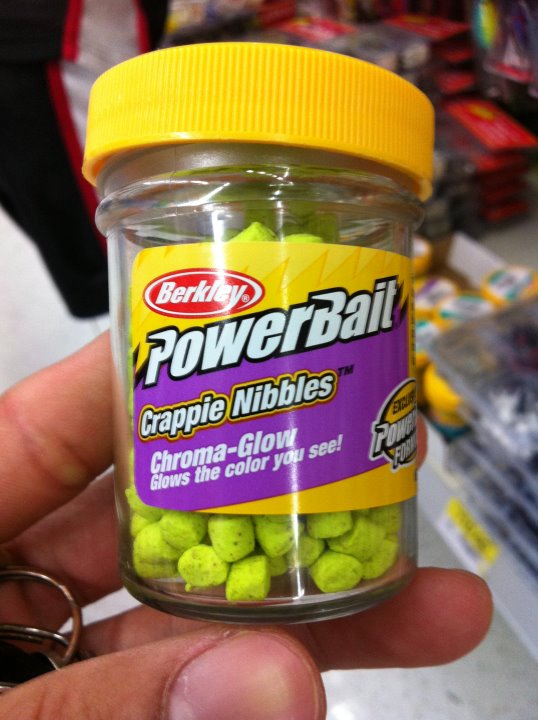 Berkley®
PowerBait
Crappie Nibbles™
Chroma-Glow
Glows the color you see!